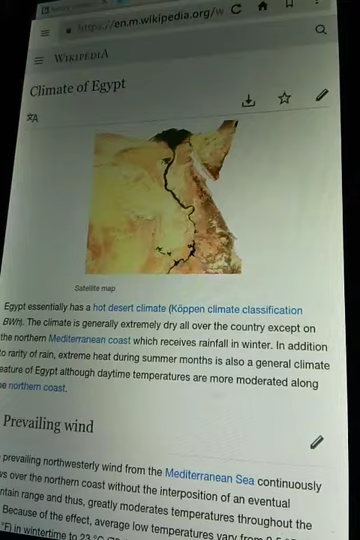 https://en.m.wikipedia.org/w
WIKIPEDIA
Climate of Egypt
Satellite map
Egypt essentially has a hot desert climate (Köppen climate classification
BWh). The climate is generally extremely dry all over the country except on
the northern Mediterranean coast which receives rainfall in winter. In addition
to rarity of rain, extreme heat during summer months is also a general climate
eature of Egypt although daytime temperatures are more moderated along
e northern coast.
Prevailing wind
prevailing northwesterly wind from the Mediterranean Sea continuously
ws over the northern coast without the interposition of an eventual
ntain range and thus, greatly moderates temperatures throughout the
Because of the effect, average low temperatures vary from
°F) in wintertime to 23 °C